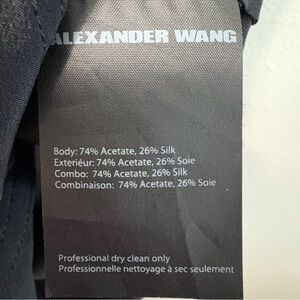 ALEXANDER WANG
Body: 74% Acetate, 26% Silk
Exteriéur: 74% Acetate, 26% Soie
Combo: 74% Acetate, 26% Silk
Combinaison: 74% Acetate, 26% Soie
Professional dry clean only
Professionnelle nettoyage à sec seulement